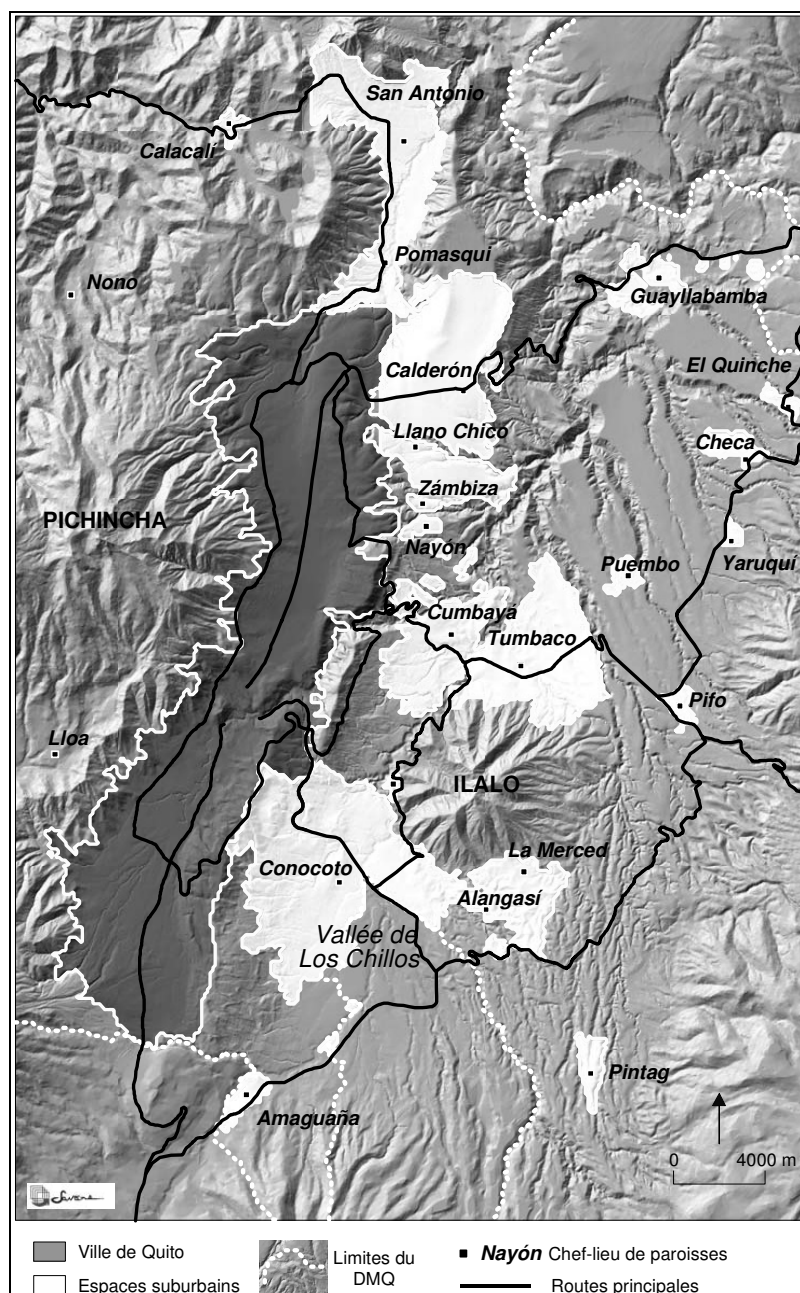 San Antonio
Calacalí
Pomasqui
Nono
Guayllabamba
El Quinche
Calderón
Llano Chico
Checa
Zámbiza
PICHINCHA
Nayón
Yaruquí
Puembo
Cumbayá
Tumbaco
Pifo
Lloa
ILALO
La Merced
Conocoto
Alangasí
Vallée de
Los Chillos
Pintag
Amaguaña
0 4000 m
Savane
Ville de Quito
Espaces suburbains
Limites du
DMQ
Nayón Chef-lieu de paroisses
Routes principales